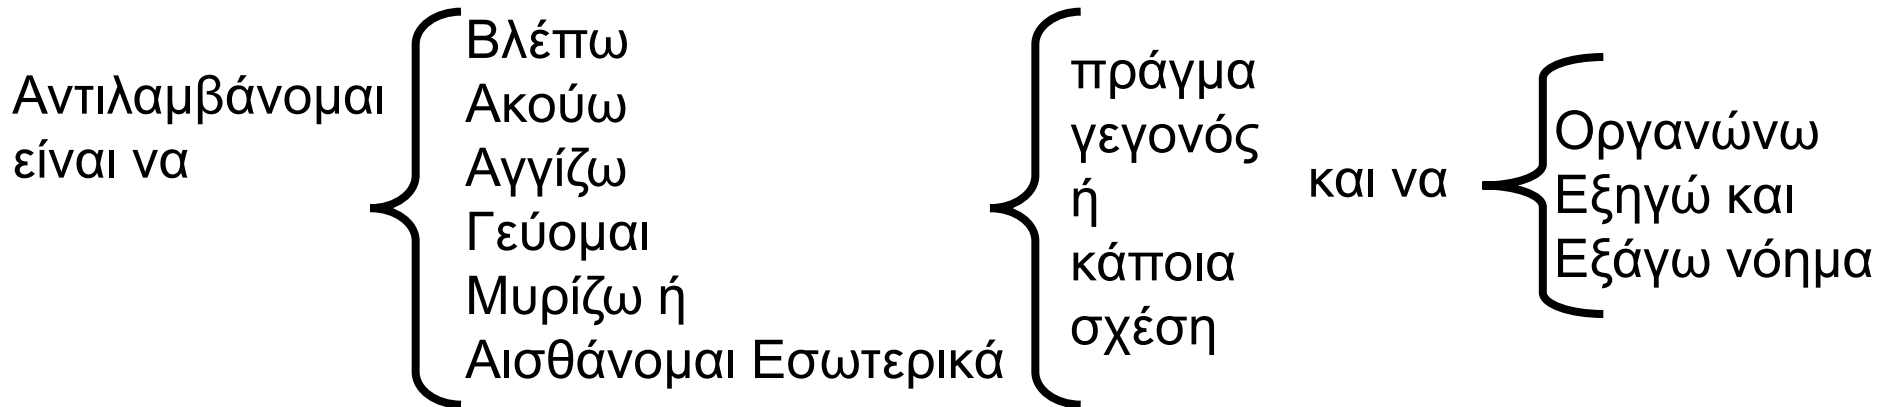 Αντιλαμβάνομαι
είναι να
Βλέπω
Ακούω
Αγγίζω
Γεύομαι
Μυρίζω ή
Αισθάνομαι Εσωτερικά
πράγμα
γεγονός
ή
κάποια
σχέση
και να
Οργανώνω
Εξηγώ και
Εξάγω νόημα